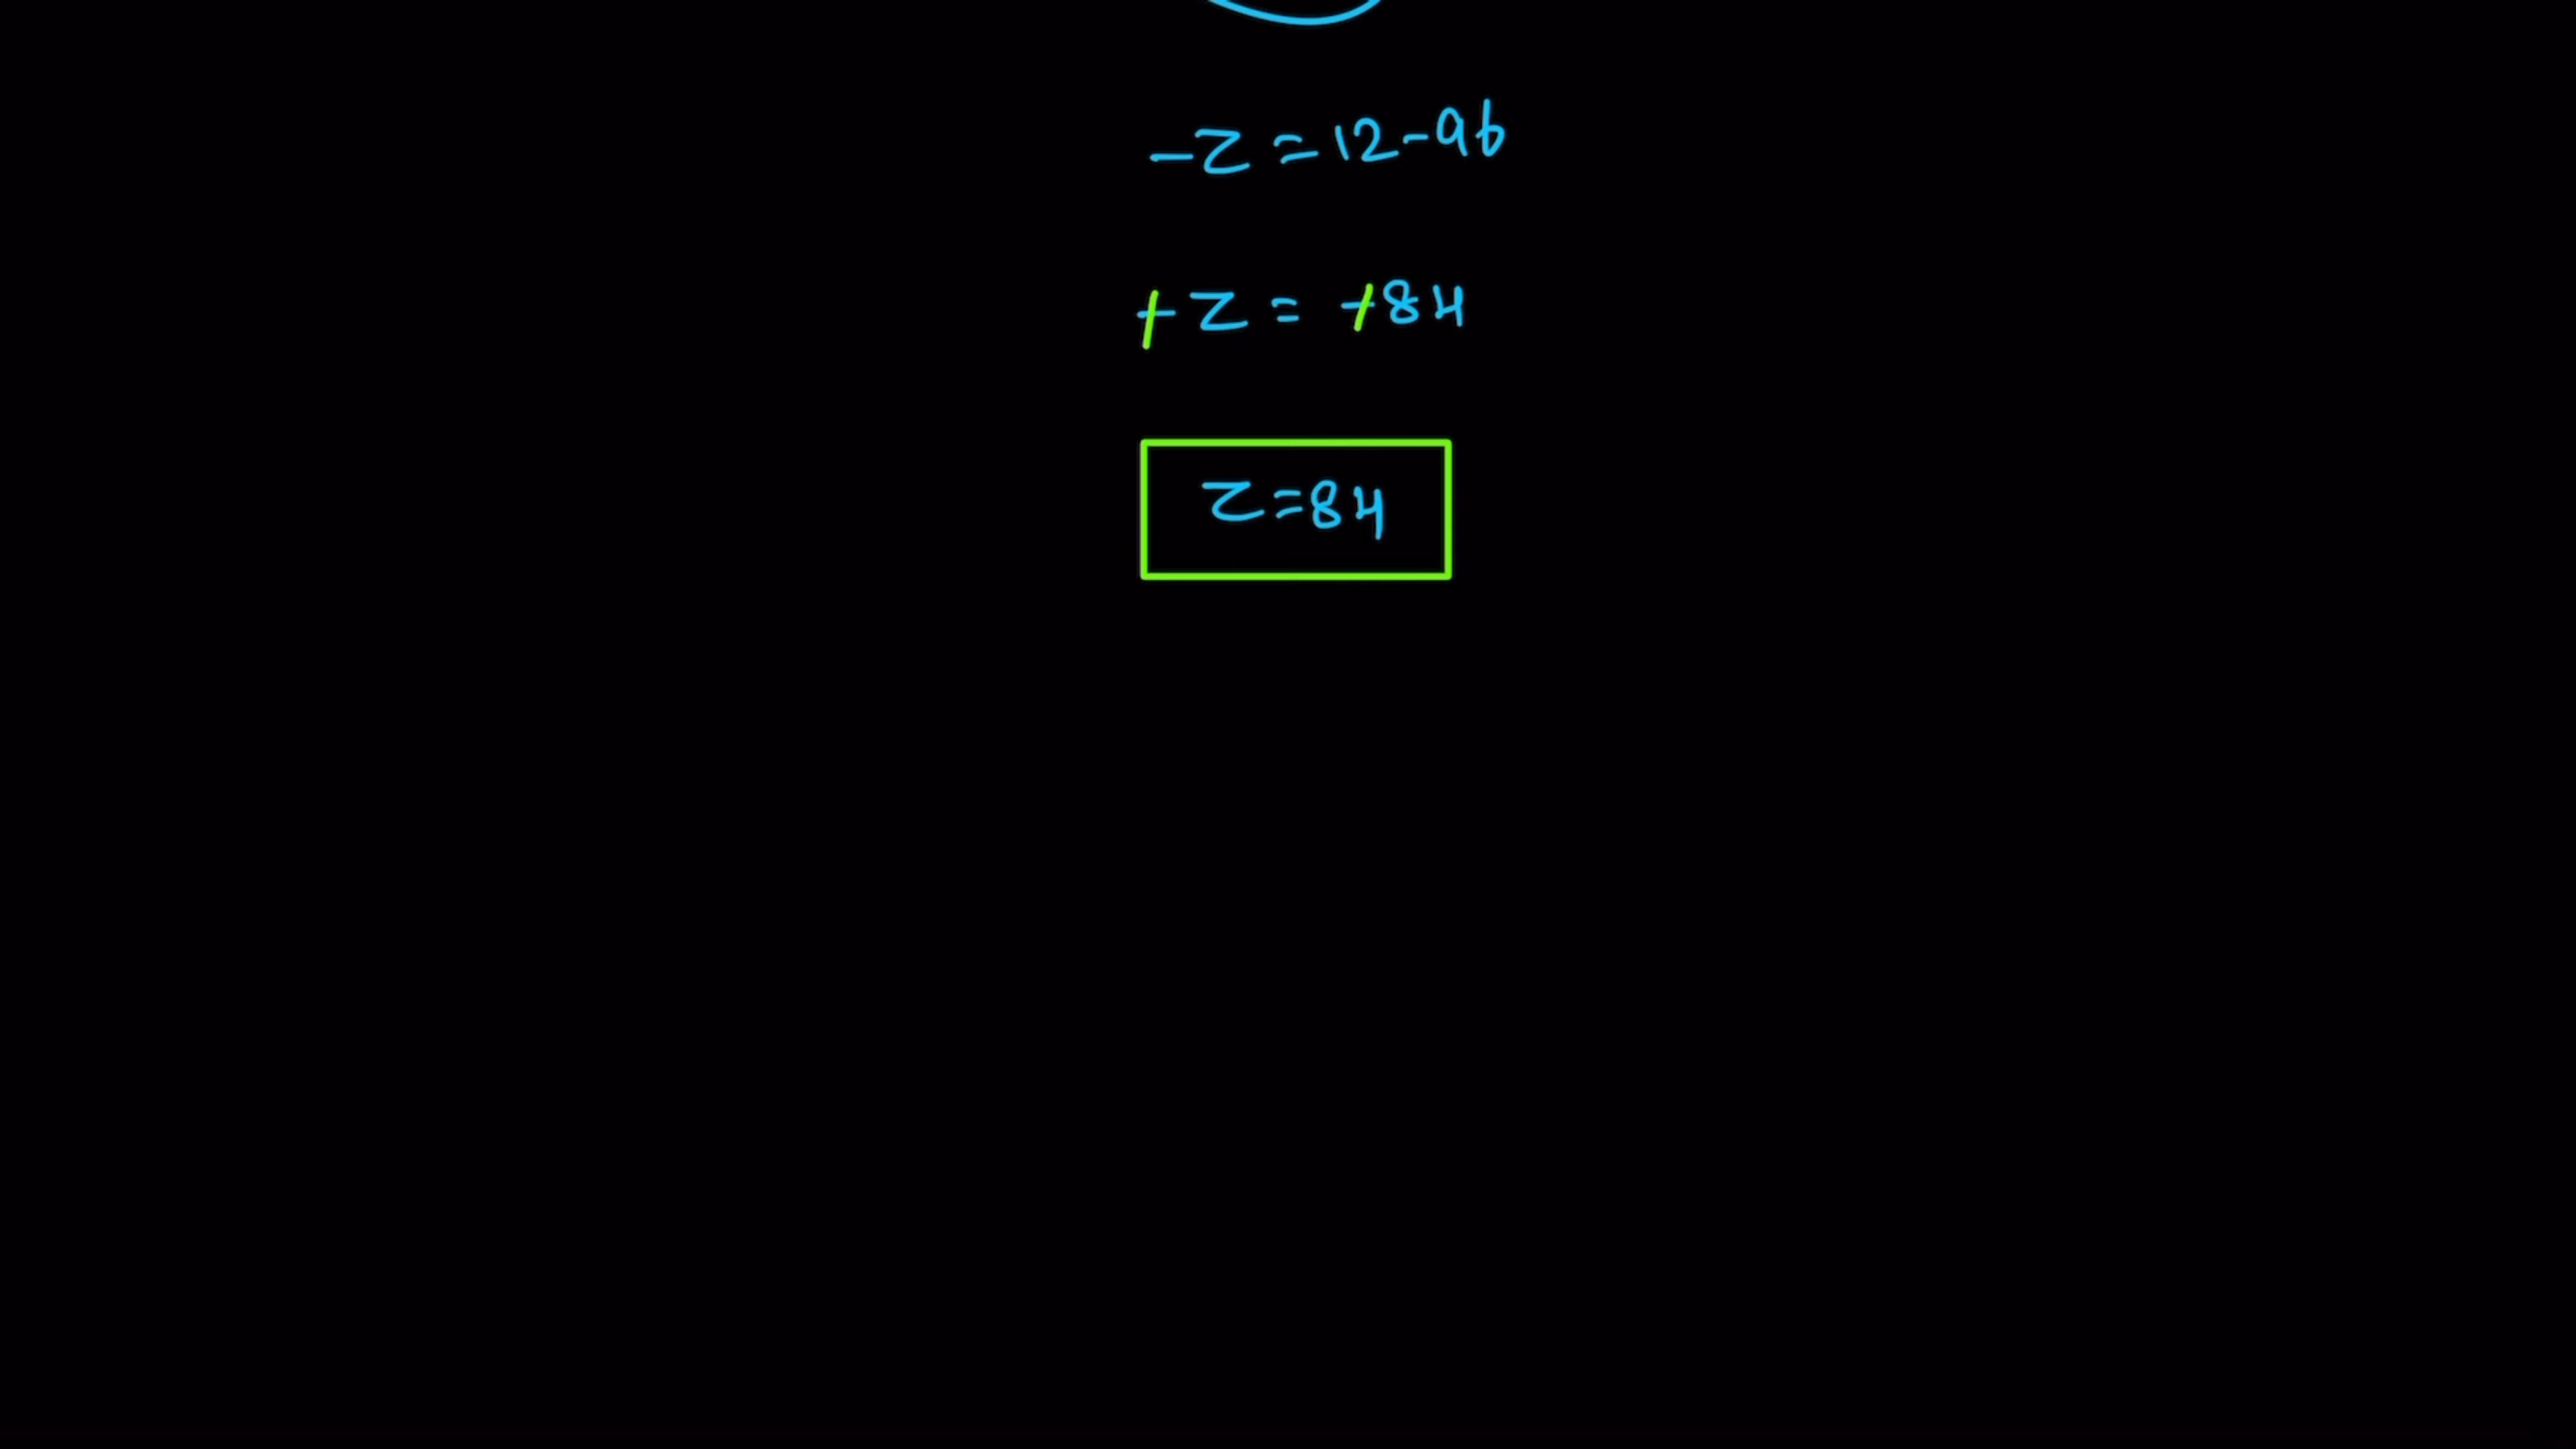 -z = 12-96
-z = -84
z=84